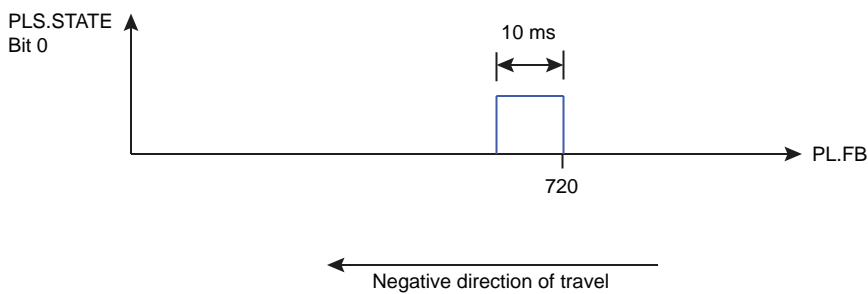 PLS.STATE
Bit 0
10 ms
PL.FB
720
Negative direction of travel